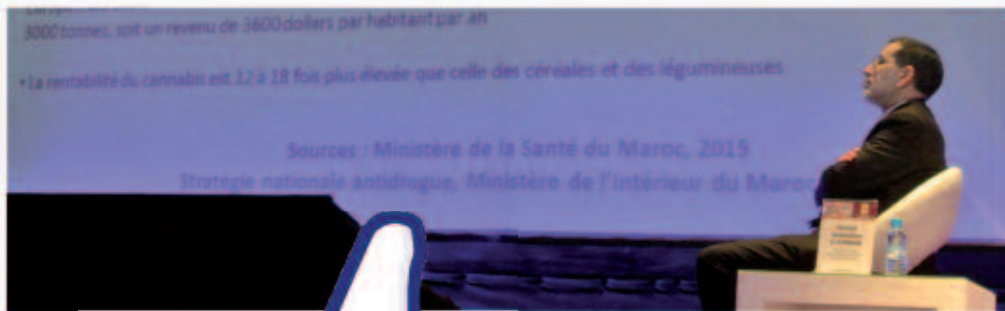 3000 tonnes, soit un revenu de 3600 dollars par habitant par an
• La rentabilité du cannabis est 12 à 18 fois plus élevée que celle des céréales et des légumineuses
Sources : Ministère de la Santé du Maroc, 2015
Stratégie nationale antidrogue, Ministère de l'Intérieur du Maroc